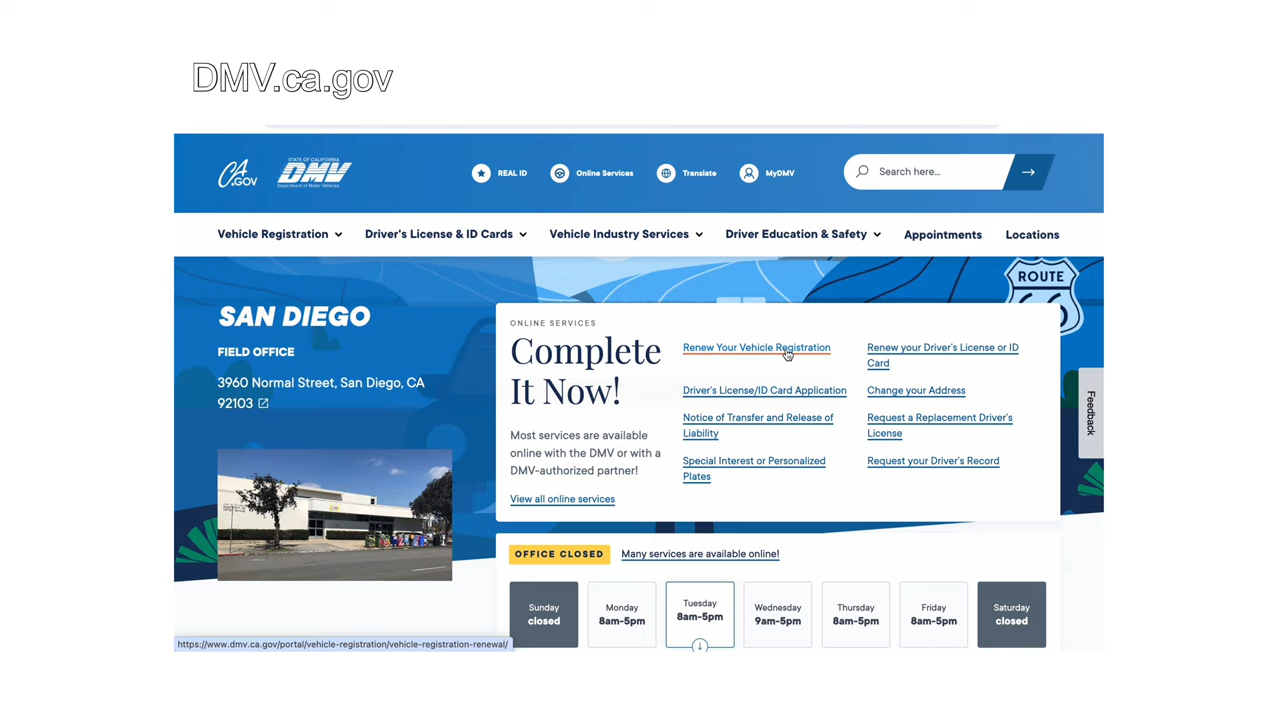 DMV.ca.gov
CA.GOV
STATE OF CALIFORNIA
DMV
Department of Motor Vehicles
REAL ID
Online Services
Translate
MyDMV
Search here...
Vehicle Registration
Driver's License & ID Cards
Vehicle Industry Services
Driver Education & Safety
Appointments
Locations
ROUTE
SAN DIEGO
FIELD OFFICE
3960 Normal Street, San Diego, CA
92103
ONLINE SERVICES
Complete
It Now!
Most services are available
online with the DMV or with a
DMV-authorized partner!
View all online services
Renew Your Vehicle Registration
Driver's License/ID Card Application
Notice of Transfer and Release of
Liability
Special Interest or Personalized
Plates
Renew your Driver's License or ID
Card
Change your Address
Request a Replacement Driver's
License
Request your Driver's Record
Feedback
OFFICE CLOSED
Many services are available online!
Sunday
closed
Monday
8am-5pm
Tuesday
8am-5pm
Wednesday
9am-5pm
Thursday
8am-5pm
Friday
8am-5pm
Saturday
closed
https://www.dmv.ca.gov/portal/vehicle-registration/vehicle-registration-renewal/